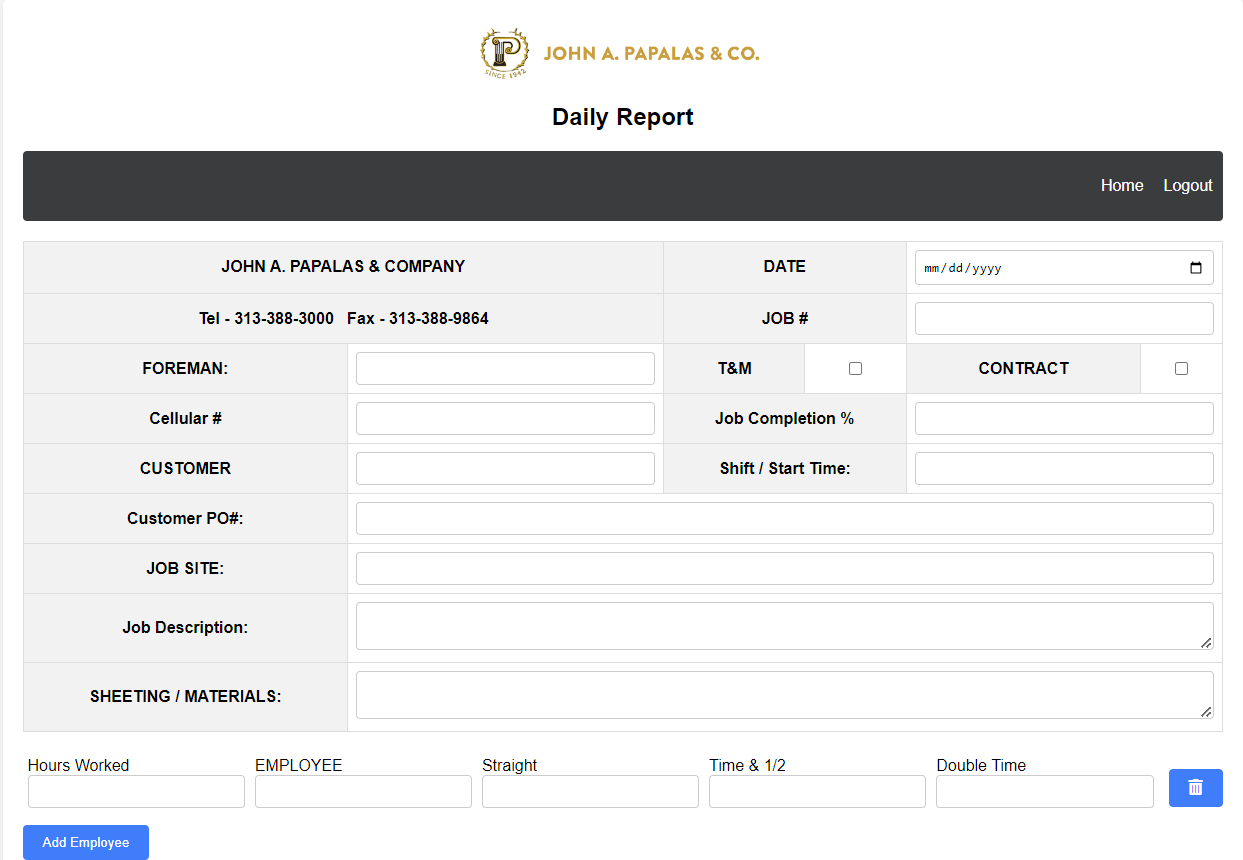 P
SINCE 1942
JOHN A. PAPALAS & CO.
Daily Report
Home Logout
JOHN A. PAPALAS & COMPANY DATE mm/dd/yyyy
Tel - 313-388-3000 Fax - 313-388-9864 JOB #
FOREMAN: T&M CONTRACT
Cellular # Job Completion %
CUSTOMER Shift / Start Time:
Customer PO#:
JOB SITE:
Job Description:
SHEETING / MATERIALS:
Hours Worked EMPLOYEE Straight Time & 1/2 Double Time
Add Employee